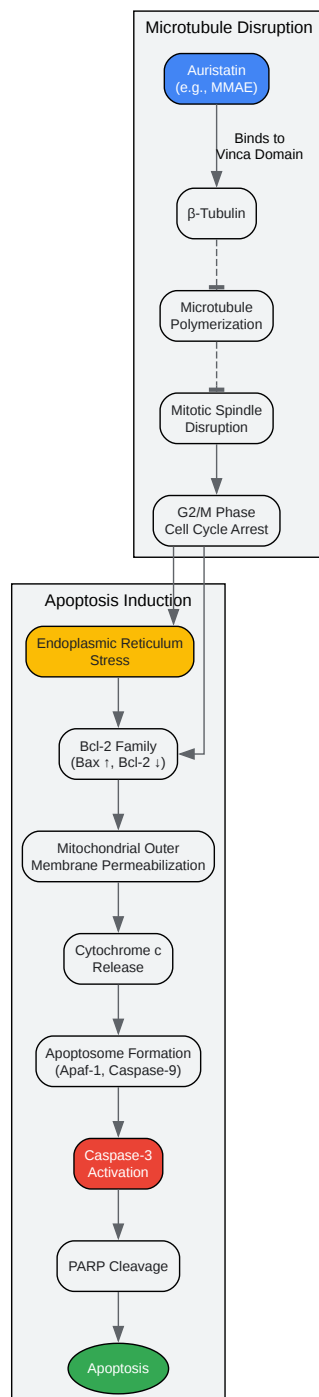 Microtubule Disruption
Auristatin
(e.g., MMAE)
Binds to
Vinca Domain
β-Tubulin
Microtubule
Polymerization
Mitotic Spindle
Disruption
G2/M Phase
Cell Cycle Arrest
Apoptosis Induction
Endoplasmic Reticulum
Stress
Bcl-2 Family
(Bax ↑, Bcl-2 ↓)
Mitochondrial Outer
Membrane Permeabilization
Cytochrome c
Release
Apoptosome Formation
(Apaf-1, Caspase-9)
Caspase-3
Activation
PARP Cleavage
Apoptosis